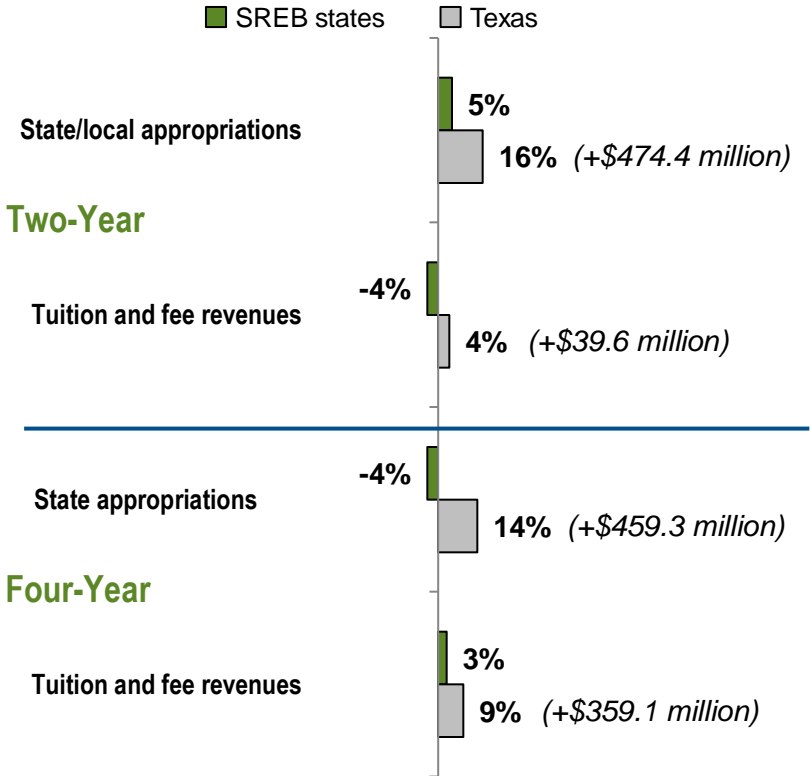 SREB states Texas
5%
State/local appropriations
16% (+$474.4 million)
Two-Year
-4%
Tuition and fee revenues
4% (+$39.6 million)
-4%
State appropriations
14% (+$459.3 million)
Four-Year
3%
Tuition and fee revenues
9% (+$359.1 million)